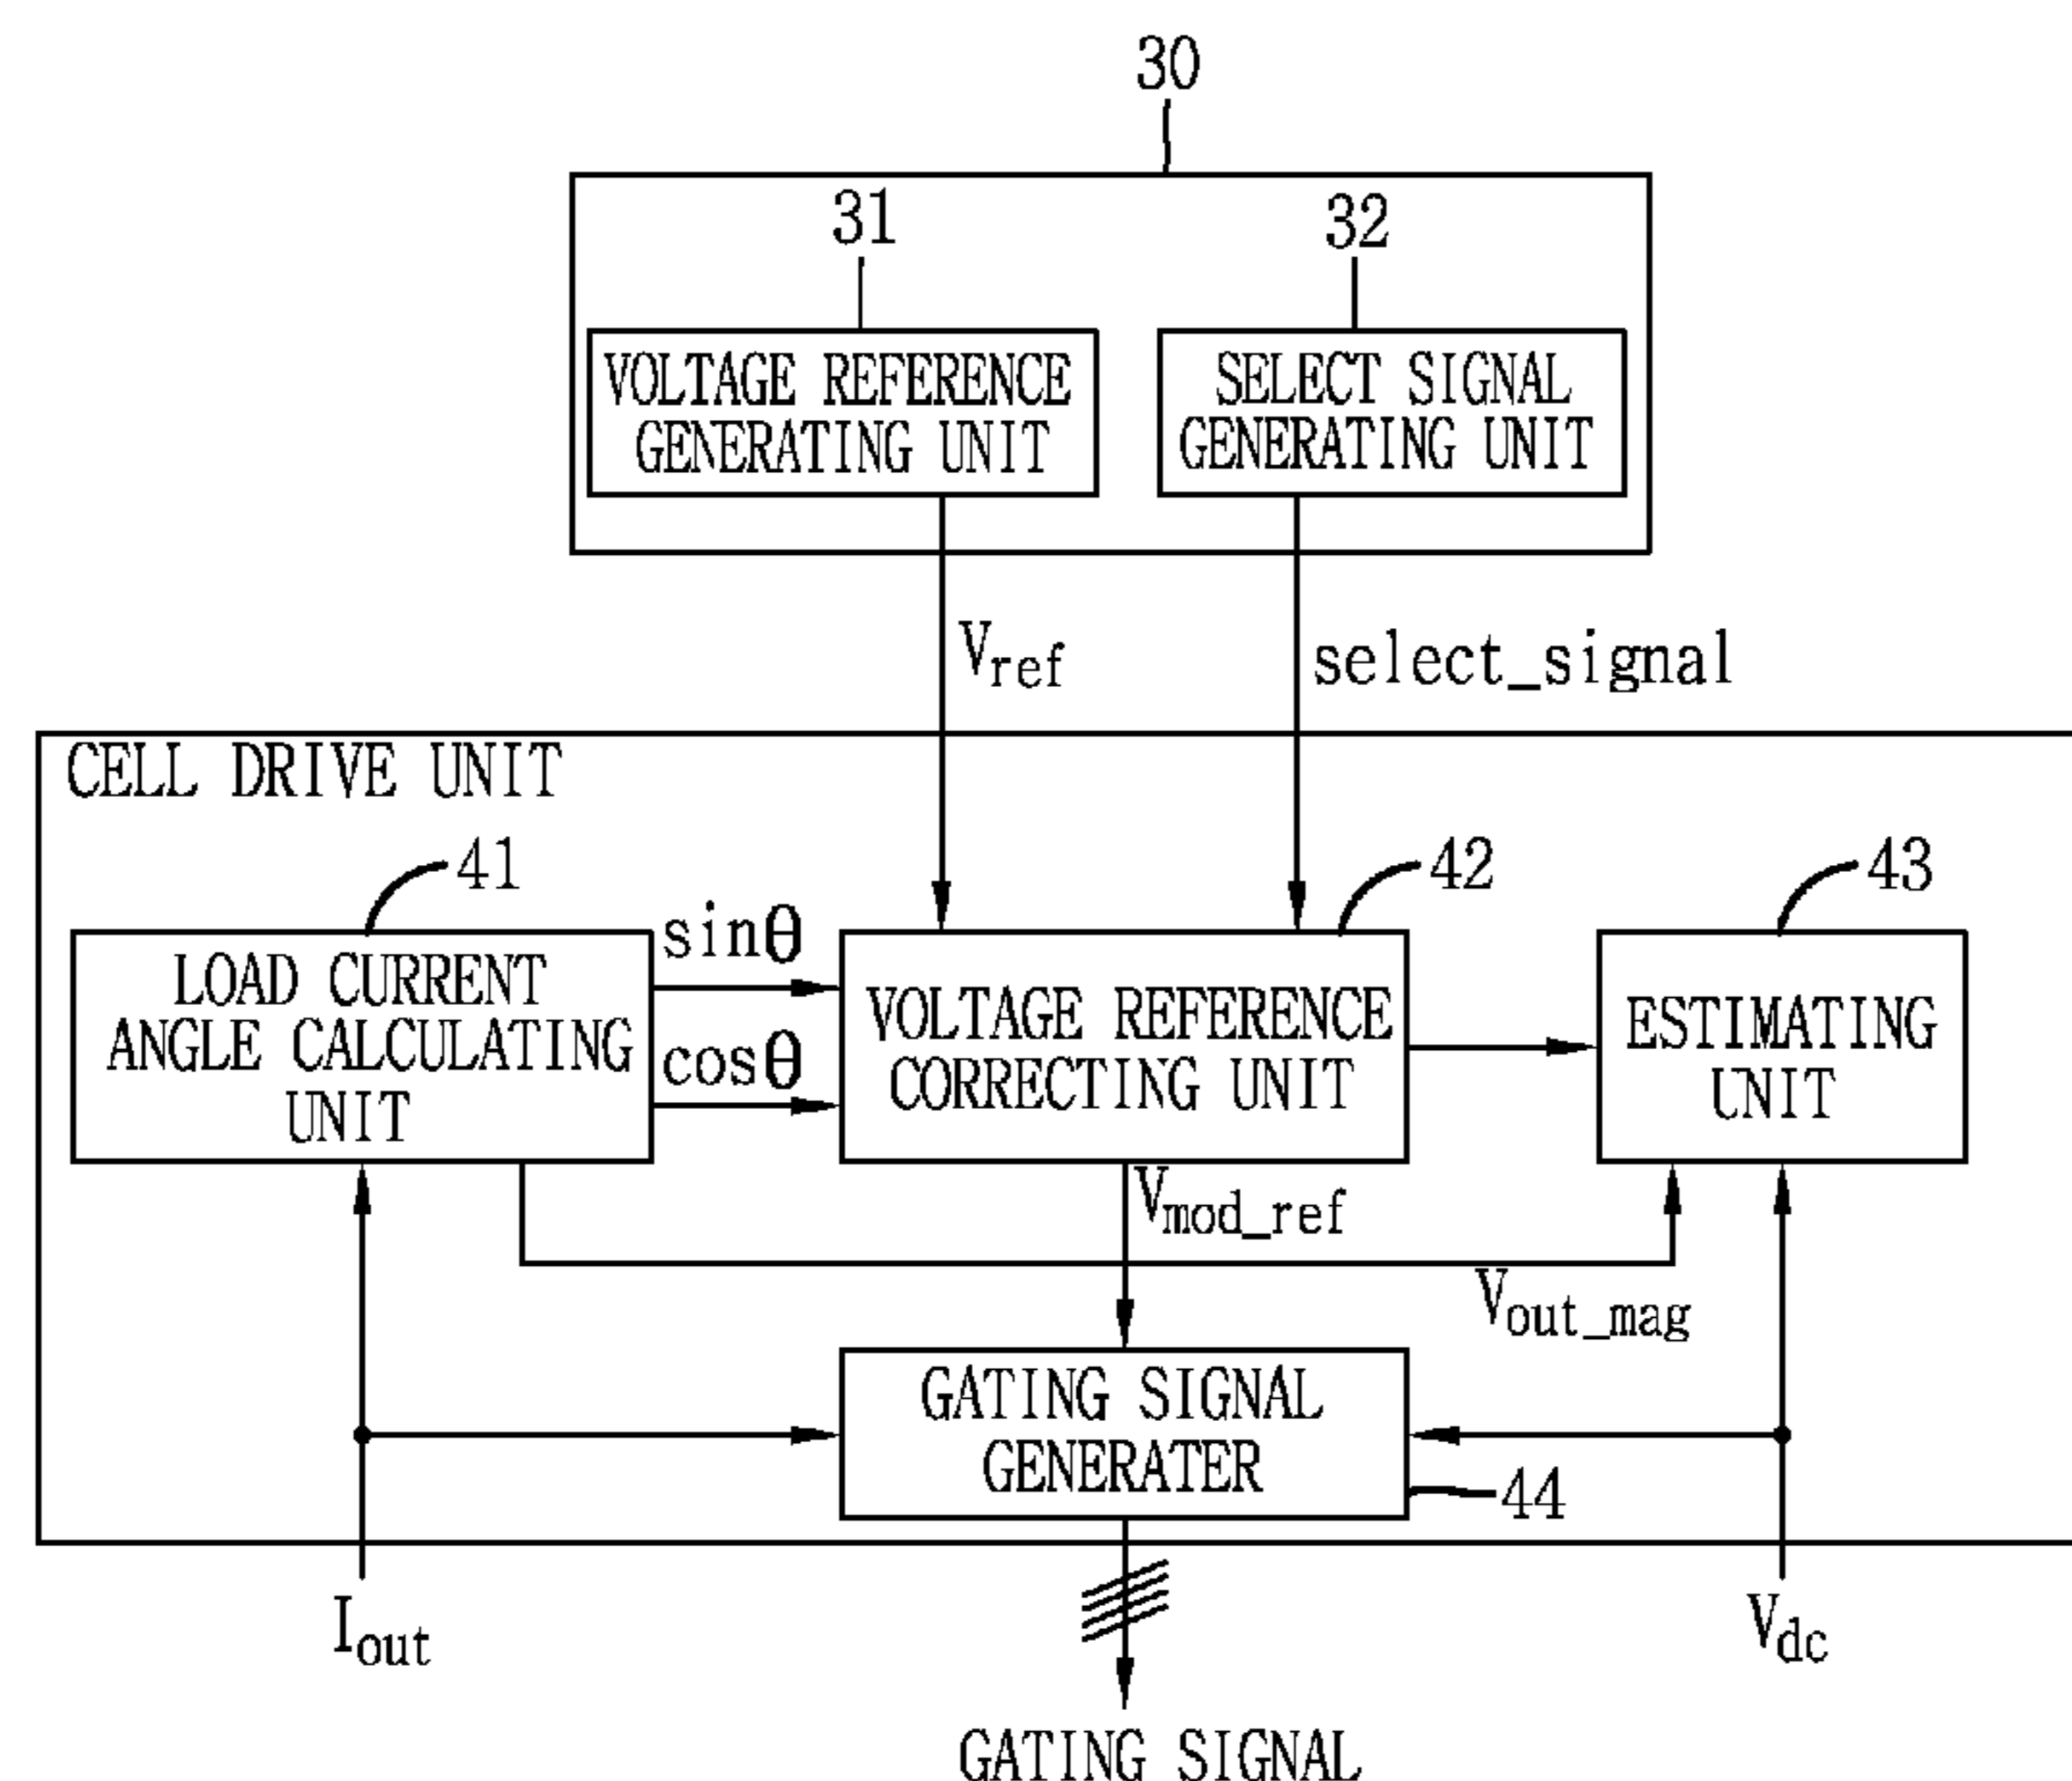 30
31
32
VOLTAGE REFERENCE
GENERATING UNIT
SELECT SIGNAL
GENERATING UNIT
Vref
select_signal
CELL DRIVE UNIT
41
42
43
sinθ
cosθ
LOAD CURRENT
ANGLE CALCULATING
UNIT
VOLTAGE REFERENCE
CORRECTING UNIT
ESTIMATING
UNIT
Vmod_ref
Vout_mag
GATING SIGNAL
GENERATER
44
Iout
Vdc
GATING SIGNAL